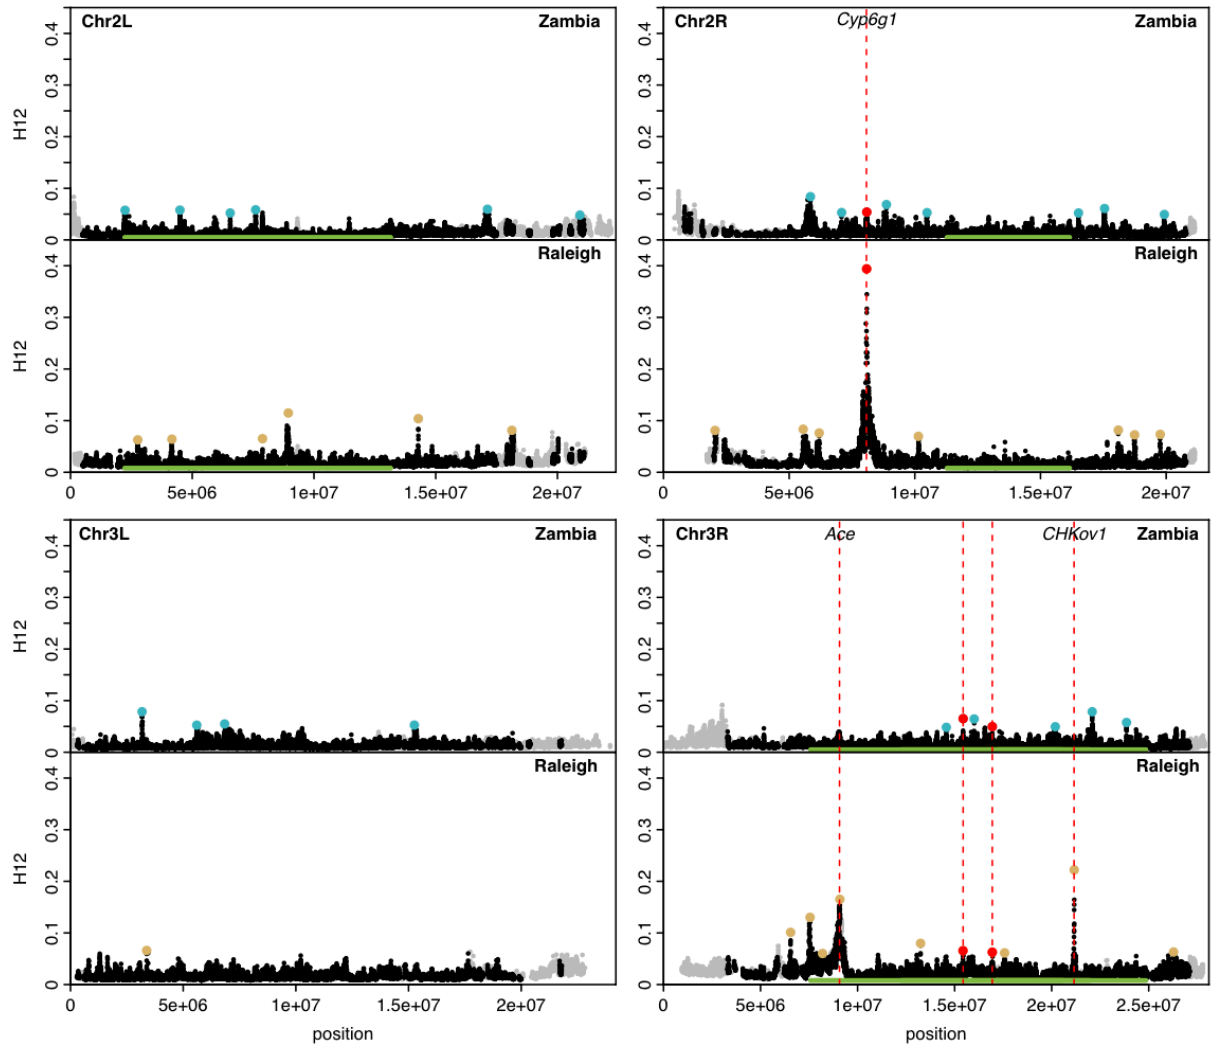 Chr2L Zambia
H12
0 0.1 0.2 0.3 0.4
Raleigh
H12
0 0.1 0.2 0.3 0.4
0 5e+06 1e+07 1.5e+07 2e+07
Chr2R Cyp6g1 Zambia
0 0.1 0.2 0.3 0.4
Raleigh
0 0.1 0.2 0.3 0.4
0 5e+06 1e+07 1.5e+07 2e+07
Chr3L Zambia
H12
0 0.1 0.2 0.3 0.4
Raleigh
H12
0 0.1 0.2 0.3 0.4
0 5e+06 1e+07 1.5e+07 2e+07
position
Chr3R Ace CHKov1 Zambia
0 0.1 0.2 0.3 0.4
Raleigh
0 0.1 0.2 0.3 0.4
0 5e+06 1e+07 1.5e+07 2e+07 2.5e+07
position